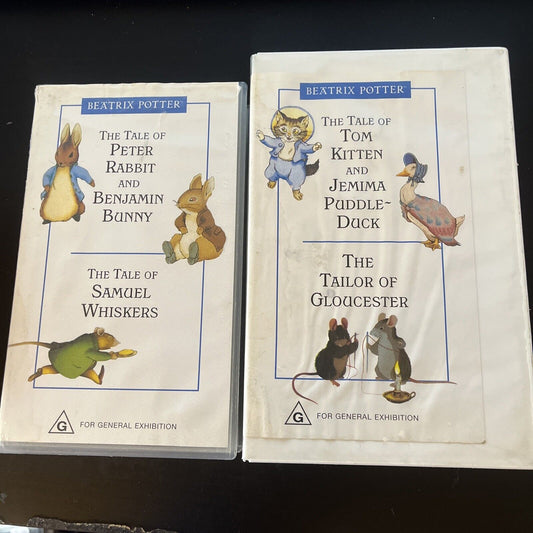 BEATRIX POTTER
THE TALE OF
PETER
RABBIT
AND
BENJAMIN
BUNNY
THE TALE OF
SAMUEL
WHISKERS
G FOR GENERAL EXHIBITION
BEATRIX POTTER
THE TALE OF
TOM
KITTEN
AND
JEMIMA
PUDDLE~
DUCK
THE
TAILOR OF
GLOUCESTER
G FOR GENERAL EXHIBITION